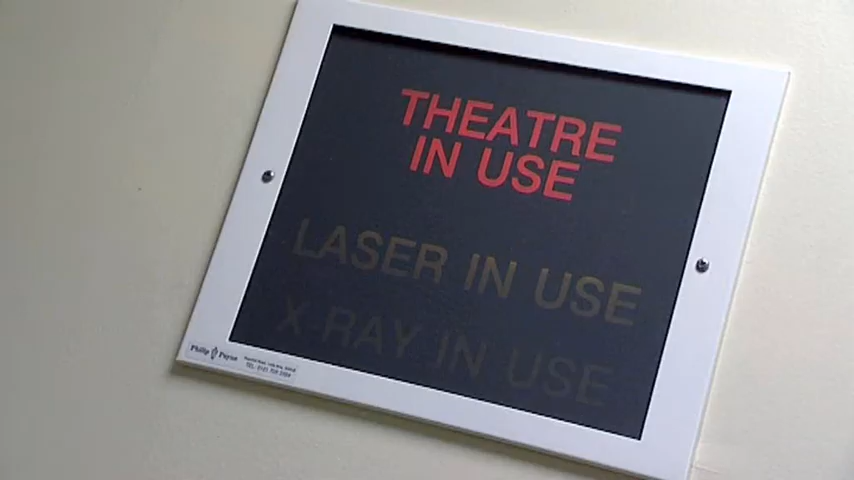 THEATRE
IN USE
LASER IN USE
X-RAY IN USE
Philip Payne